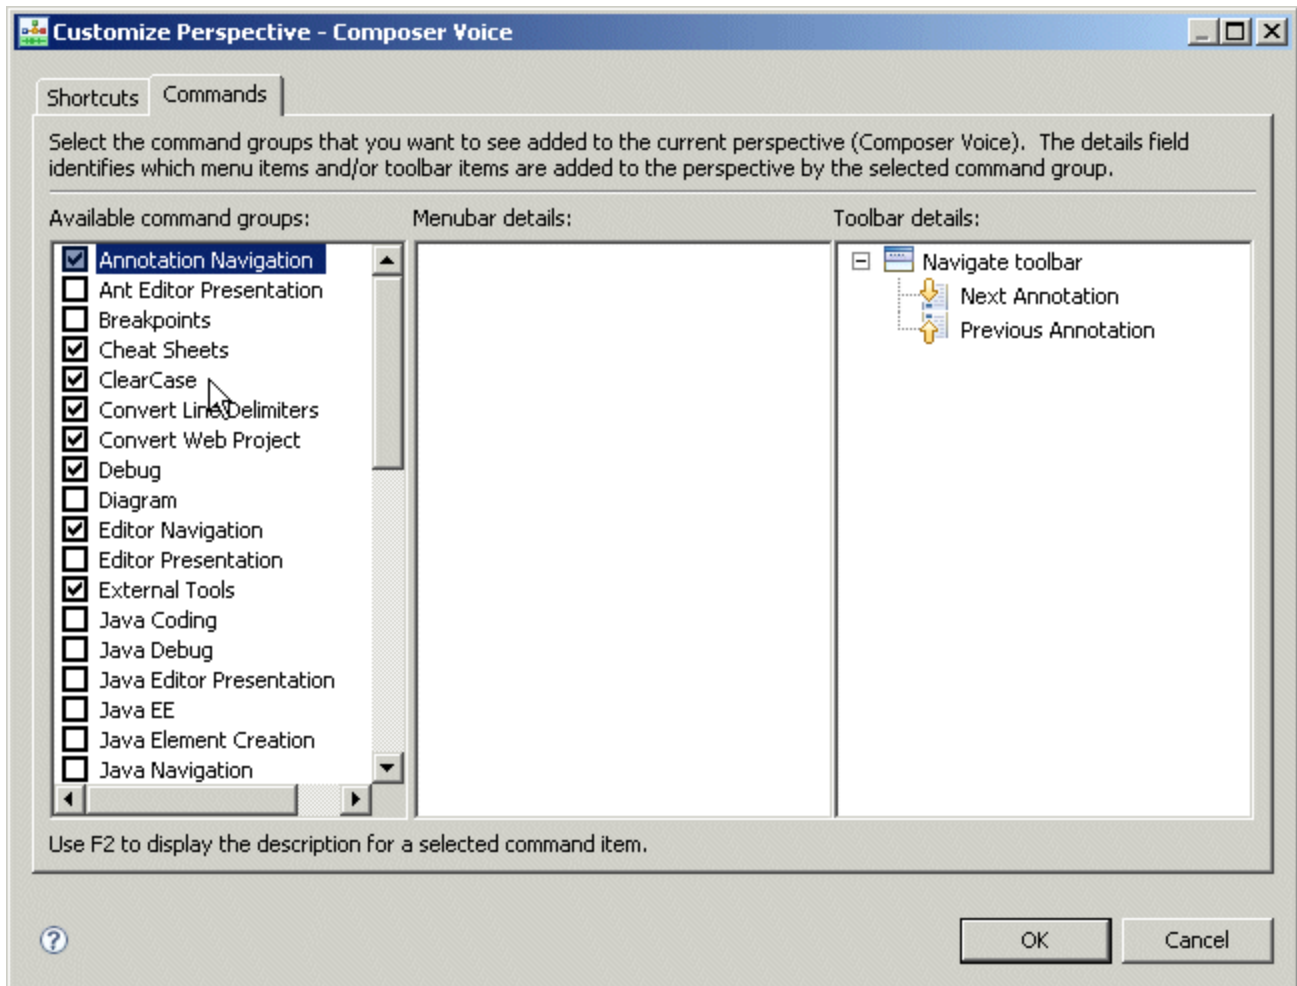 Customize Perspective - Composer Voice
Shortcuts
Commands
Select the command groups that you want to see added to the current perspective (Composer Voice). The details field
identifies which menu items and/or toolbar items are added to the perspective by the selected command group.
Available command groups:
Menubar details:
Toolbar details:
Annotation Navigation
Ant Editor Presentation
Breakpoints
Cheat Sheets
ClearCase
Convert Line Delimiters
Convert Web Project
Debug
Diagram
Editor Navigation
Editor Presentation
External Tools
Java Coding
Java Debug
Java Editor Presentation
Java EE
Java Element Creation
Java Navigation
Navigate toolbar
Next Annotation
Previous Annotation
Use F2 to display the description for a selected command item.
?
OK
Cancel